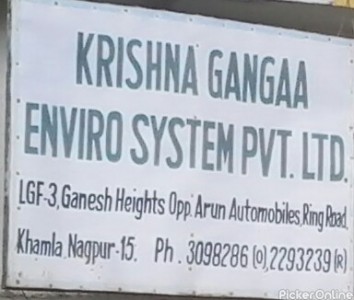 KRISHNA GANGAA
ENVIRO SYSTEM PVT. LTD.
LGF-3, Ganesh Heights Opp. Arun Automobiles, Ring Road,
Khamla Nagpur-15. Ph. 3098286 (O), 2293239 (R)
PickerOnline